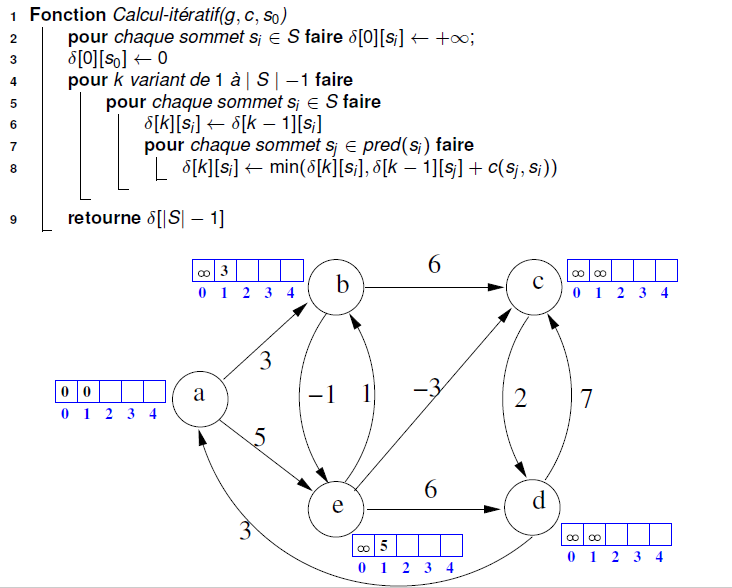 1 Fonction Calcul-itératif(g, c, s₀)
2 pour chaque sommet sᵢ ∈ S faire δ[0][sᵢ] ← +∞;
3 δ[0][s₀] ← 0
4 pour k variant de 1 à | S | −1 faire
5 pour chaque sommet sᵢ ∈ S faire
6 δ[k][sᵢ] ← δ[k − 1][sᵢ]
7 pour chaque sommet sⱼ ∈ pred(sᵢ) faire
8 δ[k][sᵢ] ← min(δ[k][sᵢ], δ[k − 1][sⱼ] + c(sⱼ, sᵢ))
9 retourne δ[|S| − 1]
∞ 3
0 1 2 3 4
b
6
c
∞ ∞
0 1 2 3 4
3
0 0
0 1 2 3 4
a
−1
1
−3
2
7
5
e
6
d
3
∞ 5
0 1 2 3 4
∞ ∞
0 1 2 3 4